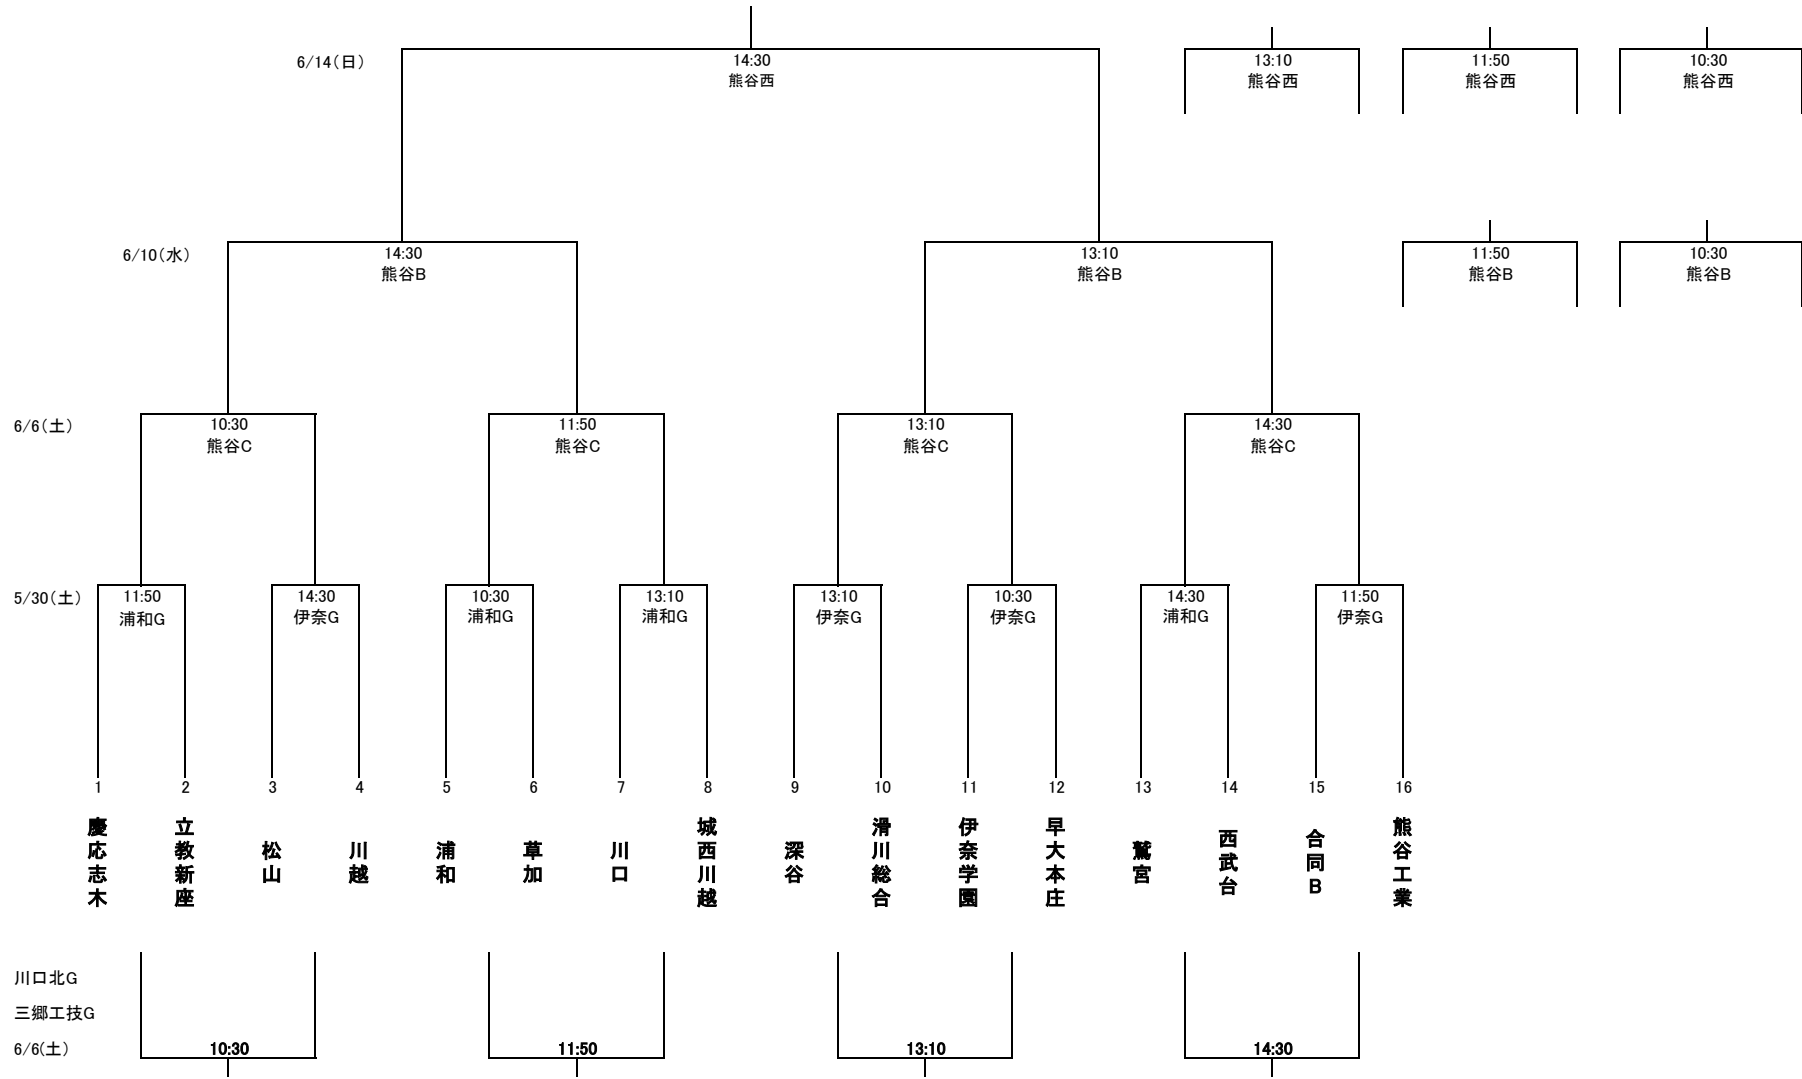 6/14(日)
14:30
熊谷西
13:10
熊谷西
11:50
熊谷西
10:30
熊谷西
6/10(水)
14:30
熊谷B
13:10
熊谷B
11:50
熊谷B
10:30
熊谷B
6/6(土)
10:30
熊谷C
11:50
熊谷C
13:10
熊谷C
14:30
熊谷C
5/30(土)
11:50
浦和G
14:30
伊奈G
10:30
浦和G
13:10
浦和G
13:10
伊奈G
10:30
伊奈G
14:30
浦和G
11:50
伊奈G
1
慶応志木
2
立教新座
3
松山
4
川越
5
浦和
6
草加
7
川口
8
城西川越
9
深谷
10
滑川総合
11
伊奈学園
12
早大本庄
13
鷲宮
14
西武台
15
合同B
16
熊谷工業
川口北G
三郷工技G
6/6(土)
10:30
11:50
13:10
14:30